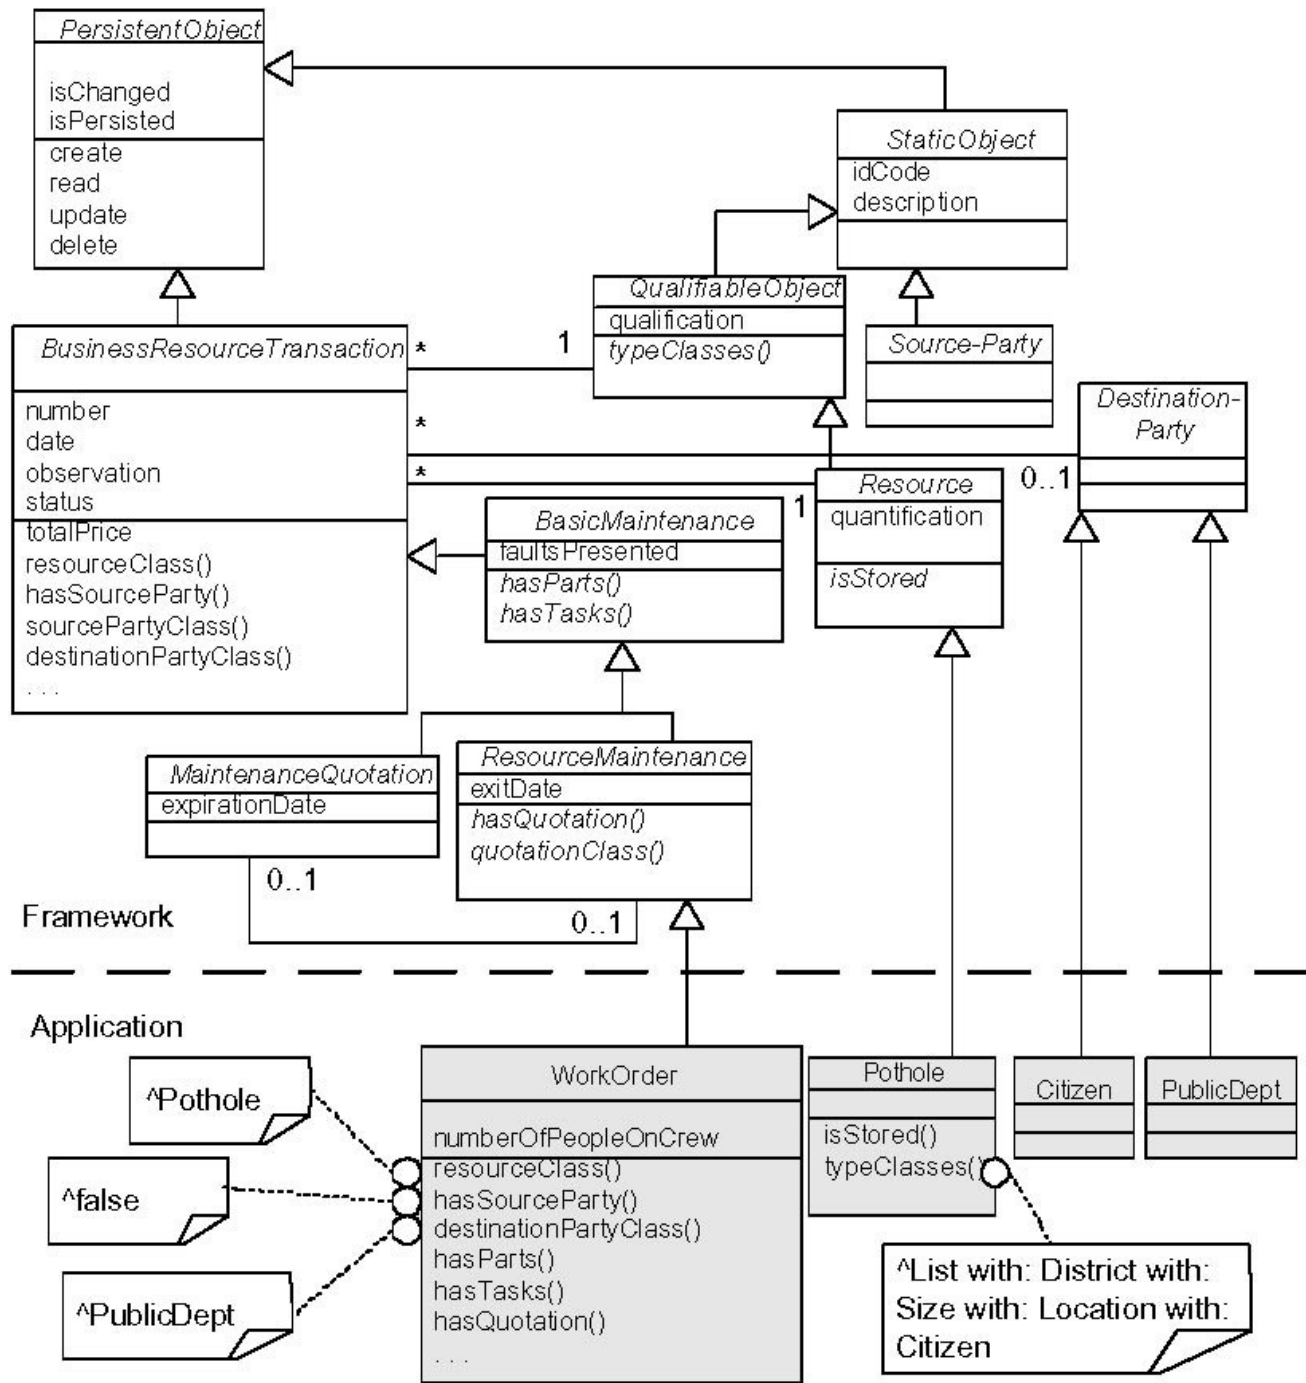 PersistentObject
isChanged
isPersisted
create
read
update
delete
StaticObject
idCode
description
QualifiableObject
qualification
typeClasses()
Source-Party
Destination-
Party
BusinessResourceTransaction
number
date
observation
status
totalPrice
resourceClass()
hasSourceParty()
sourcePartyClass()
destinationPartyClass()
. . .
*
1
*
0..1
*
1
Resource
quantification
isStored
BasicMaintenance
faultsPresented
hasParts()
hasTasks()
MaintenanceQuotation
expirationDate
ResourceMaintenance
exitDate
hasQuotation()
quotationClass()
0..1
0..1
Framework
Application
^Pothole
^false
^PublicDept
WorkOrder
numberOfPeopleOnCrew
resourceClass()
hasSourceParty()
destinationPartyClass()
hasParts()
hasTasks()
hasQuotation()
. . .
Pothole
isStored()
typeClasses()
Citizen
PublicDept
^List with: District with:
Size with: Location with:
Citizen